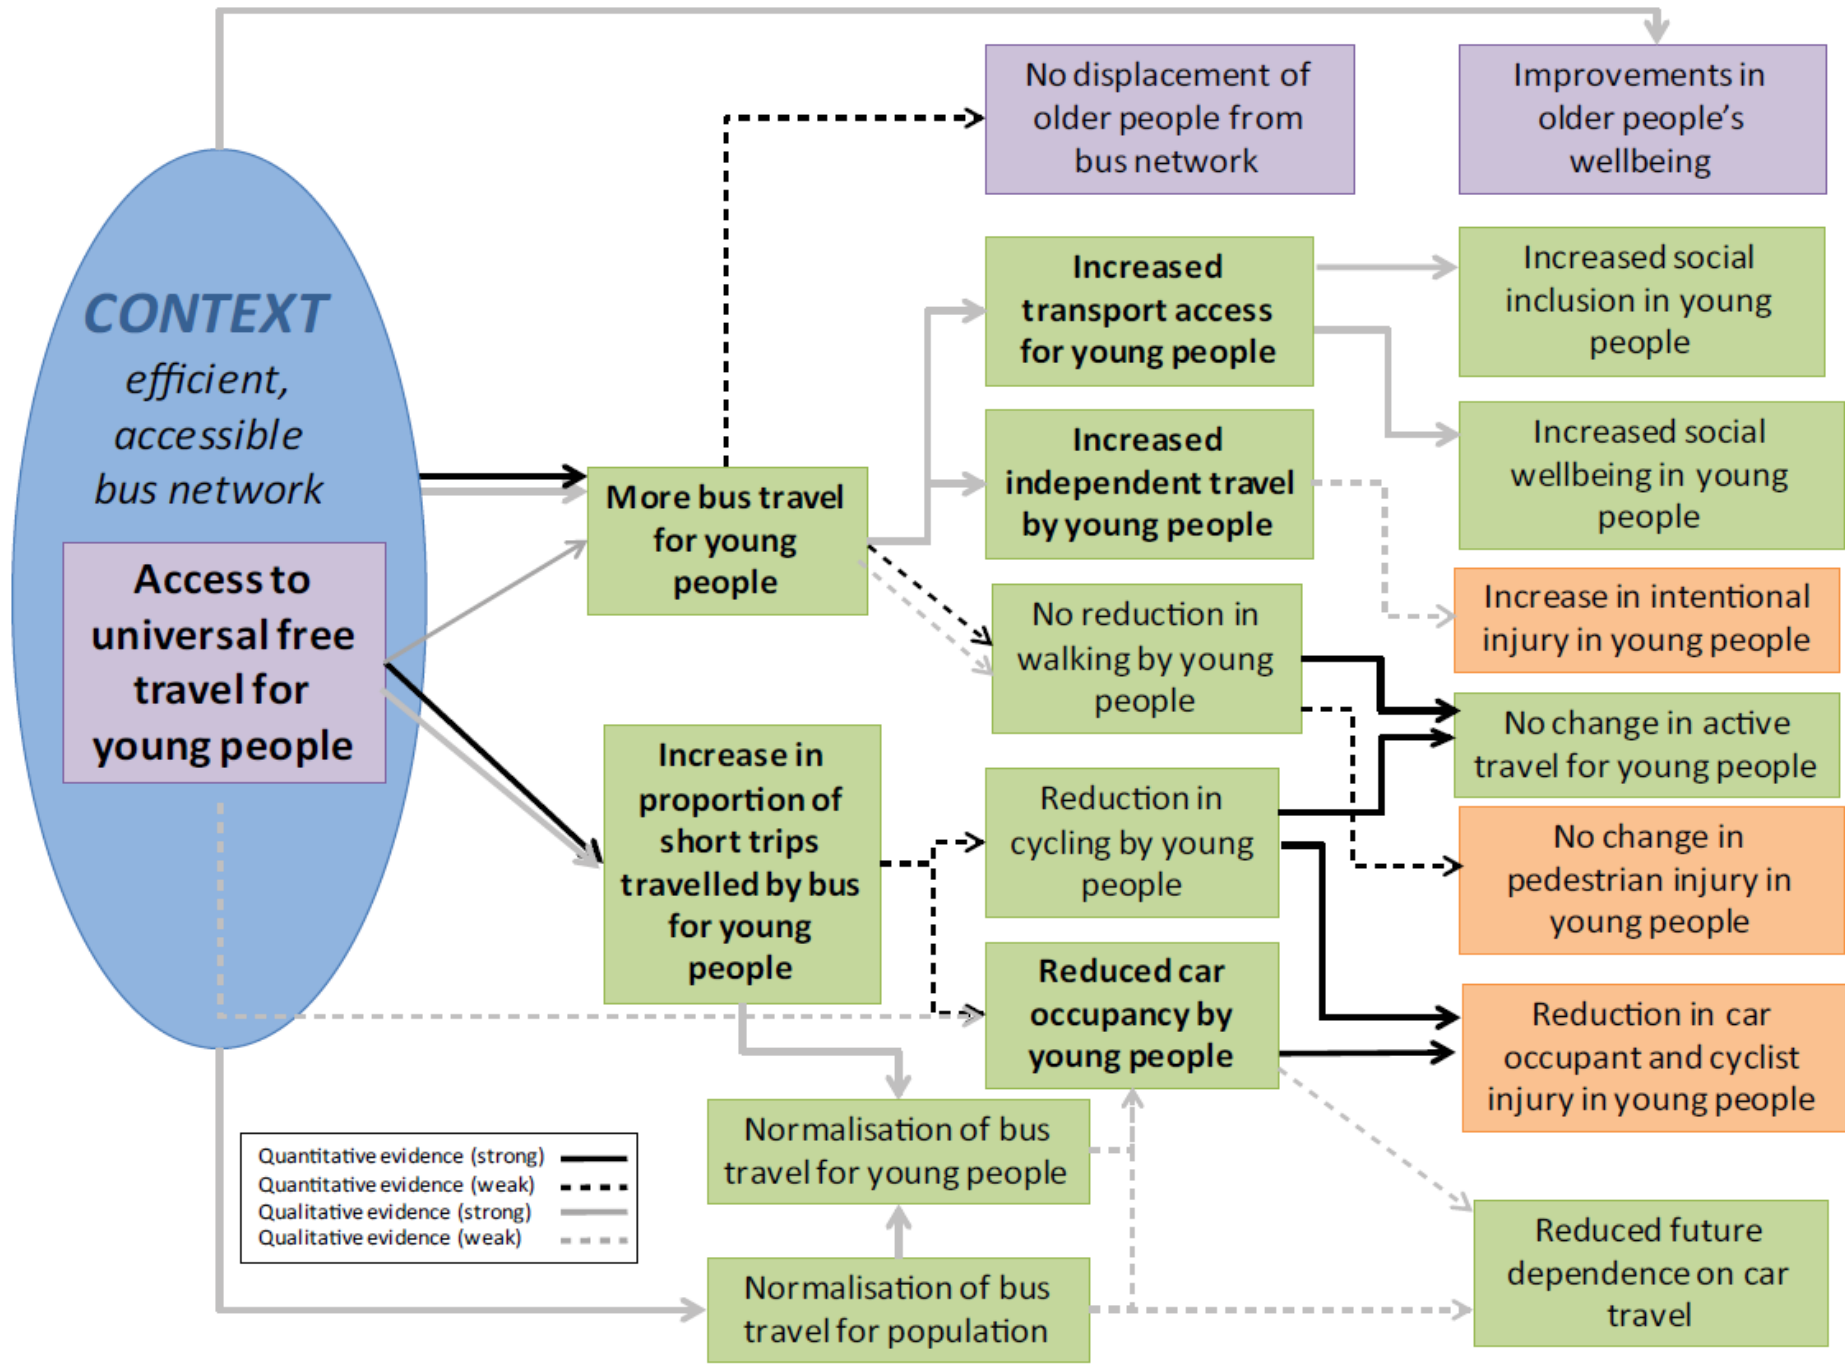 CONTEXT
efficient,
accessible
bus network
Access to
universal free
travel for
young people
More bus travel
for young
people
Increase in
proportion of
short trips
travelled by bus
for young
people
No displacement of
older people from
bus network
Increased
transport access
for young people
Increased
independent travel
by young people
No reduction in
walking by young
people
Reduction in
cycling by young
people
Reduced car
occupancy by
young people
Normalisation of bus
travel for young people
Normalisation of bus
travel for population
Improvements in
older people’s
wellbeing
Increased social
inclusion in young
people
Increased social
wellbeing in young
people
Increase in intentional
injury in young people
No change in active
travel for young people
No change in
pedestrian injury in
young people
Reduction in car
occupant and cyclist
injury in young people
Reduced future
dependence on car
travel
Quantitative evidence (strong)
Quantitative evidence (weak)
Qualitative evidence (strong)
Qualitative evidence (weak)